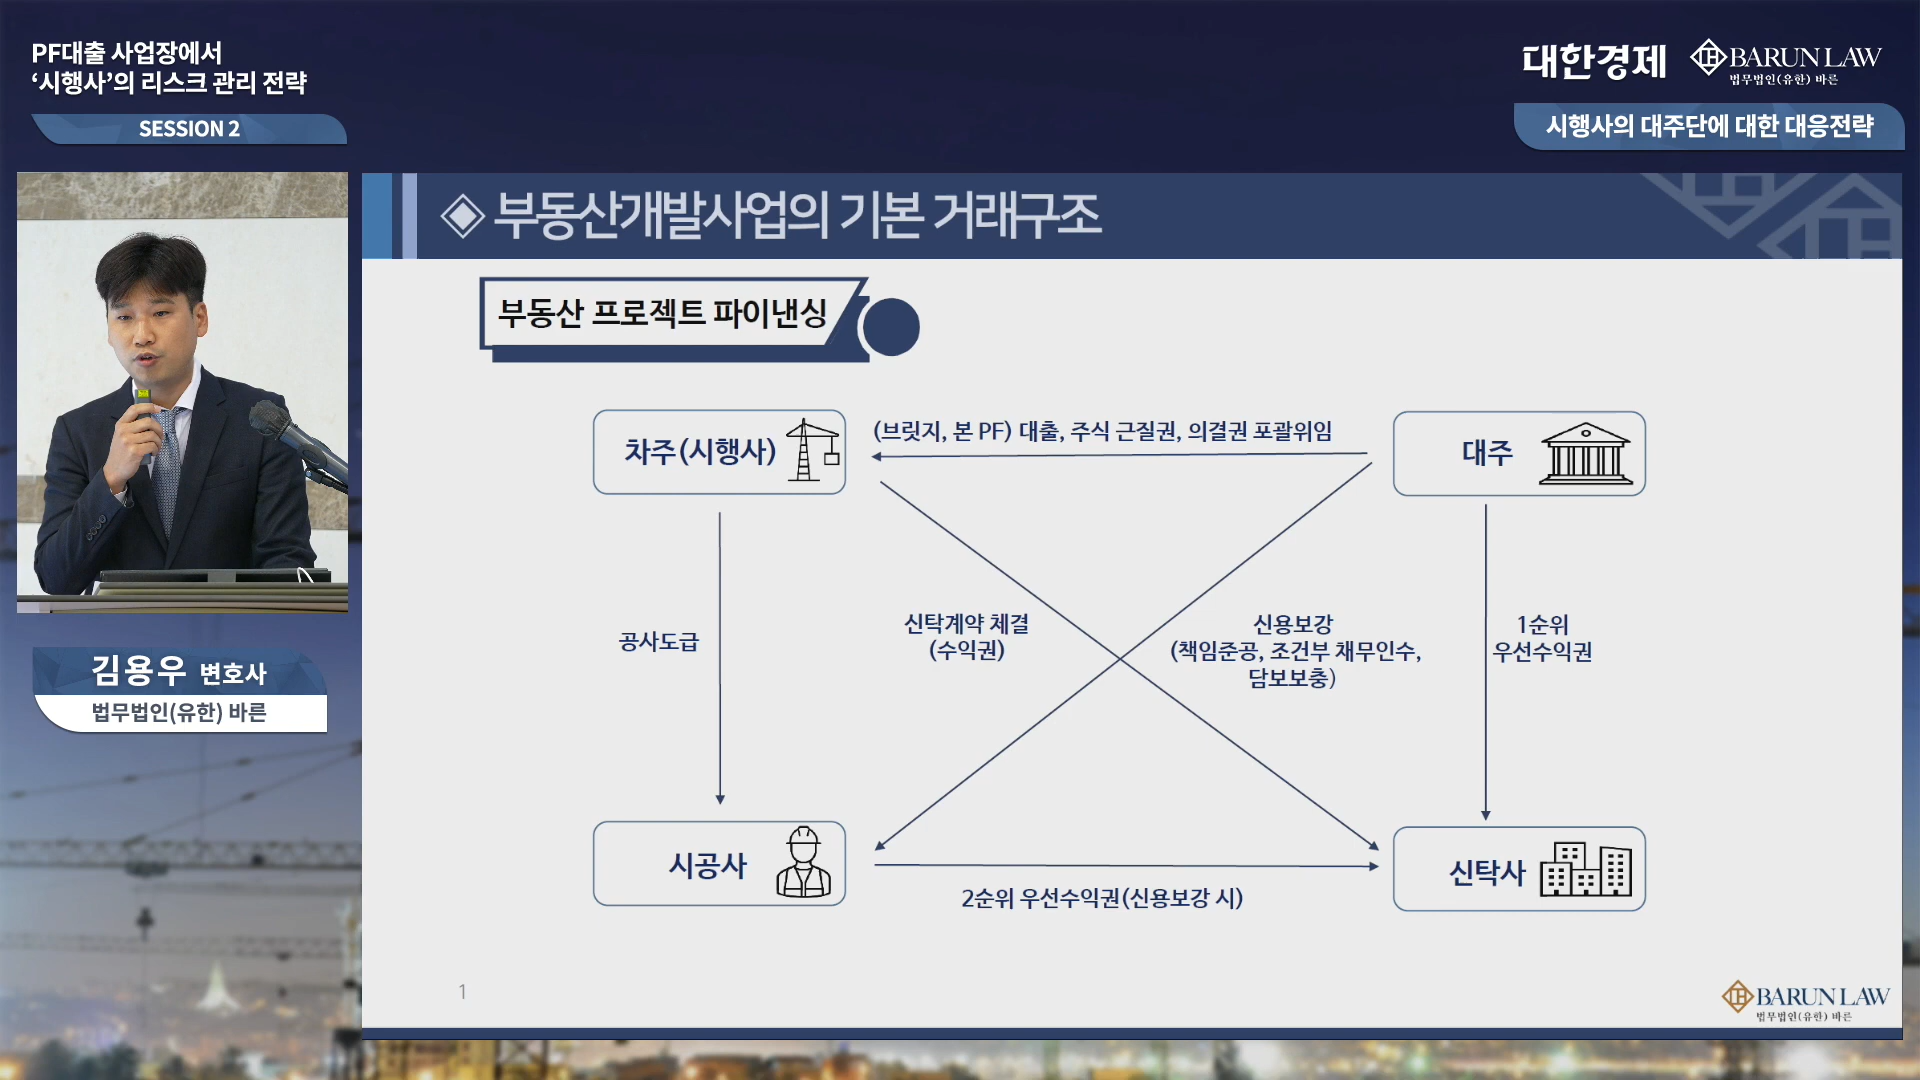 PF대출 사업장에서
‘시행사’의 리스크 관리 전략
SESSION 2
대한경제
BARUN LAW
법무법인(유한) 바른
시행사의 대주단에 대한 대응전략
부동산개발사업의 기본 거래구조
부동산 프로젝트 파이낸싱
차주(시행사)
(브릿지, 본 PF) 대출, 주식 근질권, 의결권 포괄위임
대주
공사도급
신탁계약 체결
(수익권)
신용보강
(책임준공, 조건부 채무인수,
담보보충)
1순위
우선수익권
시공사
2순위 우선수익권(신용보강 시)
신탁사
김용우 변호사
법무법인(유한) 바른
1
BARUN LAW
법무법인(유한) 바른